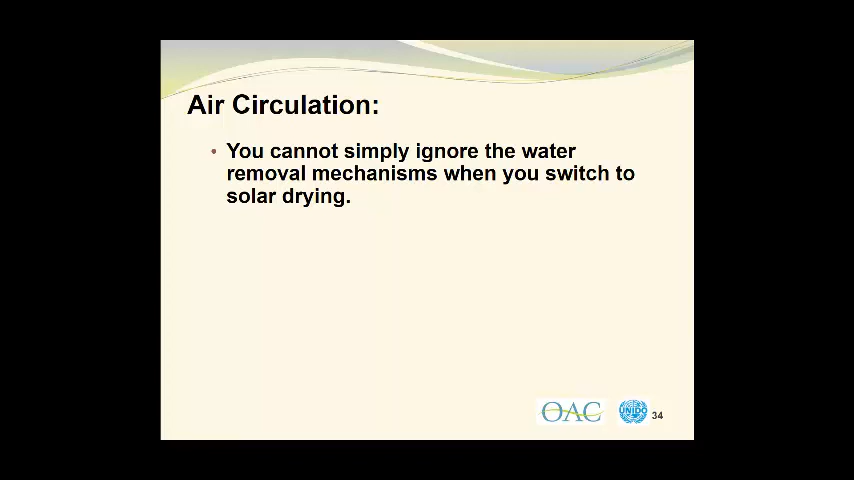 Air Circulation:
• You cannot simply ignore the water
removal mechanisms when you switch to
solar drying.
OAC
UNIDO
34